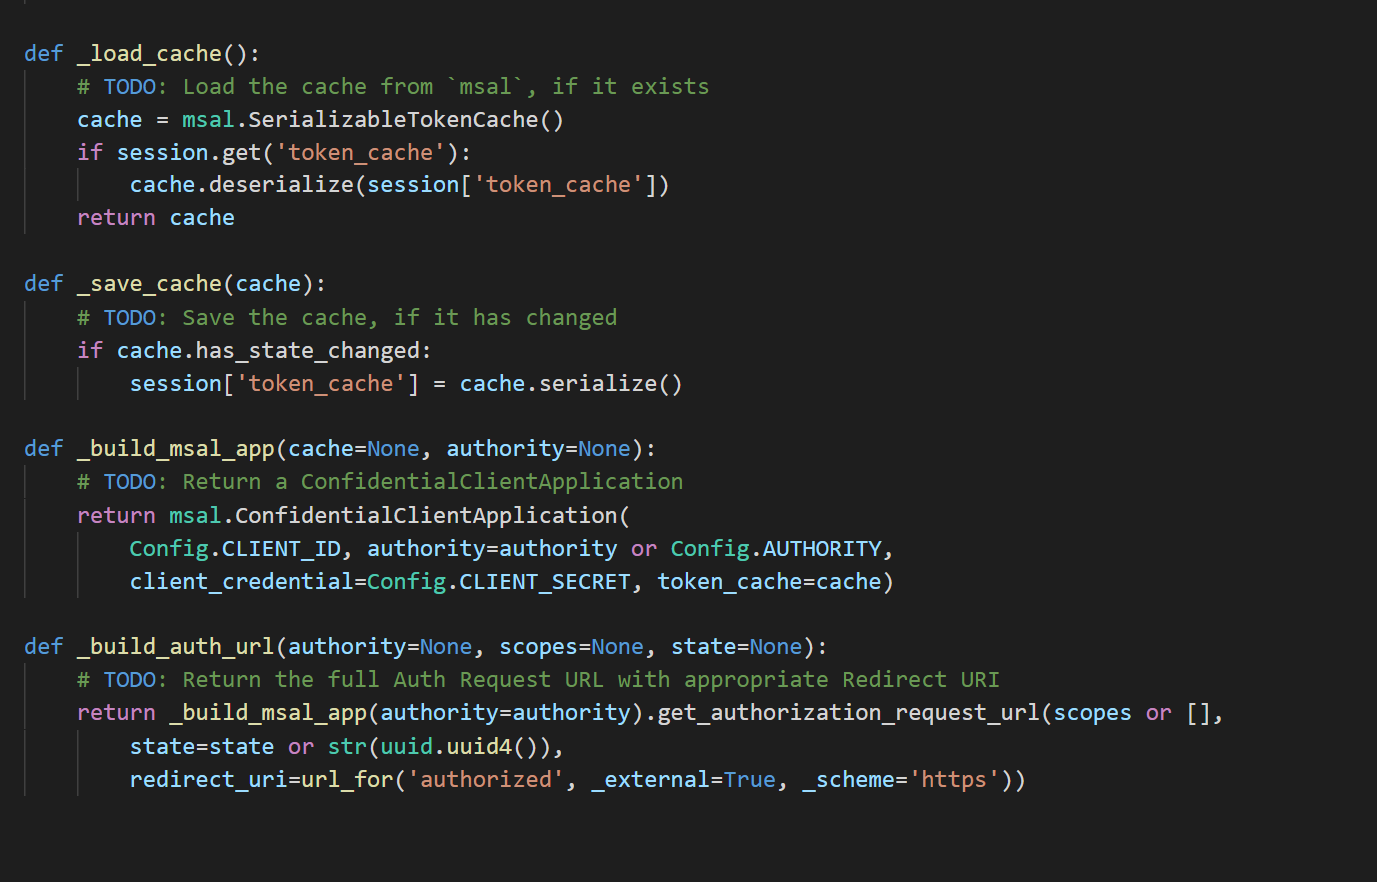 def _load_cache():
    # TODO: Load the cache from `msal`, if it exists
    cache = msal.SerializableTokenCache()
    if session.get('token_cache'):
        cache.deserialize(session['token_cache'])
    return cache

def _save_cache(cache):
    # TODO: Save the cache, if it has changed
    if cache.has_state_changed:
        session['token_cache'] = cache.serialize()

def _build_msal_app(cache=None, authority=None):
    # TODO: Return a ConfidentialClientApplication
    return msal.ConfidentialClientApplication(
        Config.CLIENT_ID, authority=authority or Config.AUTHORITY,
        client_credential=Config.CLIENT_SECRET, token_cache=cache)

def _build_auth_url(authority=None, scopes=None, state=None):
    # TODO: Return the full Auth Request URL with appropriate Redirect URI
    return _build_msal_app(authority=authority).get_authorization_request_url(scopes or [],
        state=state or str(uuid.uuid4()),
        redirect_uri=url_for('authorized', _external=True, _scheme='https'))